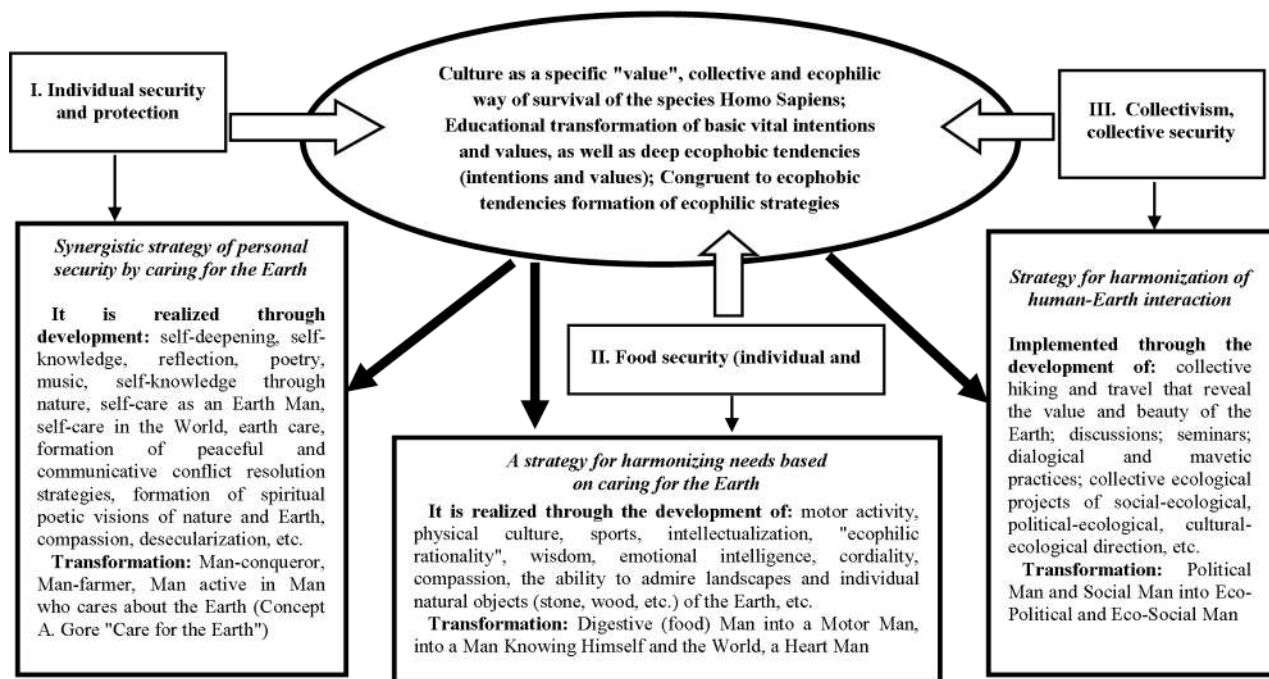 I. Individual security
and protection
Culture as a specific "value", collective and ecophilic
way of survival of the species Homo Sapiens;
Educational transformation of basic vital intentions
and values, as well as deep ecophobic tendencies
(intentions and values); Congruent to ecophobic
tendencies formation of ecophilic strategies
III. Collectivism,
collective security
Synergistic strategy of personal
security by caring for the Earth
It is realized through
development: self-deepening, self-
knowledge, reflection, poetry,
music, self-knowledge through
nature, self-care as an Earth Man,
self-care in the World, earth care,
formation of peaceful and
communicative conflict resolution
strategies, formation of spiritual
poetic visions of nature and Earth,
compassion, desecularization, etc.
Transformation: Man-conqueror,
Man-farmer, Man active in Man
who cares about the Earth (Concept
A. Gore "Care for the Earth")
II. Food security (individual and
A strategy for harmonizing needs based
on caring for the Earth
It is realized through the development of: motor activity,
physical culture, sports, intellectualization, "ecophilic
rationality", wisdom, emotional intelligence, cordiality,
compassion, the ability to admire landscapes and individual
natural objects (stone, wood, etc.) of the Earth, etc.
Transformation: Digestive (food) Man into a Motor Man,
into a Man Knowing Himself and the World, a Heart Man
Strategy for harmonization of
human-Earth interaction
Implemented through the
development of: collective
hiking and travel that reveal
the value and beauty of the
Earth; discussions; seminars;
dialogical and mavetic
practices; collective ecological
projects of social-ecological,
political-ecological, cultural-
ecological direction, etc.
Transformation: Political
Man and Social Man into Eco-
Political and Eco-Social Man